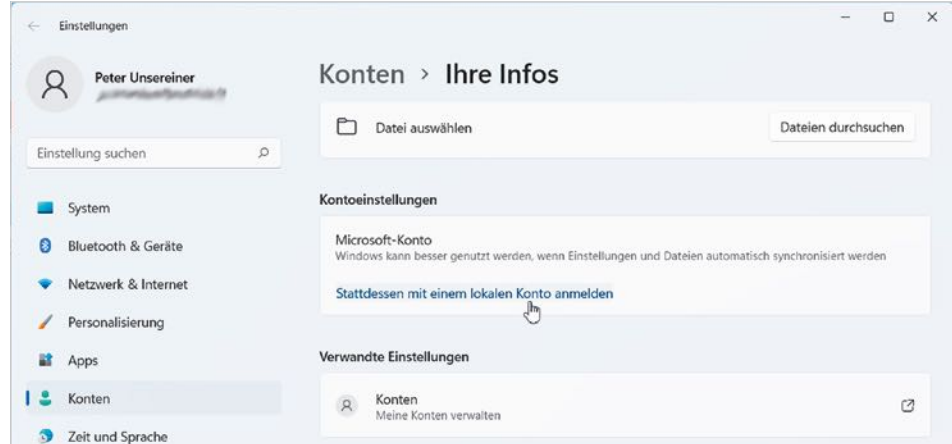 Einstellungen
Peter Unsereiner
Einstellung suchen
System
Bluetooth & Geräte
Netzwerk & Internet
Personalisierung
Apps
Konten
Zeit und Sprache
Konten > Ihre Infos
Datei auswählen
Dateien durchsuchen
Kontoeinstellungen
Microsoft-Konto
Windows kann besser genutzt werden, wenn Einstellungen und Dateien automatisch synchronisiert werden
Stattdessen mit einem lokalen Konto anmelden
Verwandte Einstellungen
Konten
Meine Konten verwalten